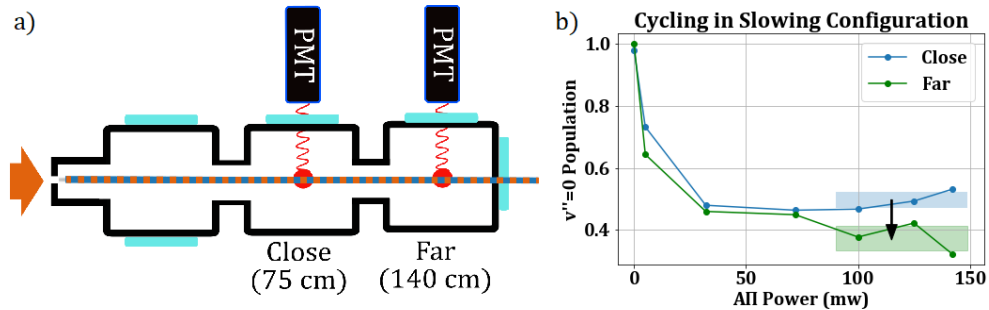 a)
PMT
PMT
Close
(75 cm)
Far
(140 cm)
b)
Cycling in Slowing Configuration
Close
Far
v''=0 Population
1.0
0.8
0.6
0.4
0
50
100
150
AΠ Power (mw)